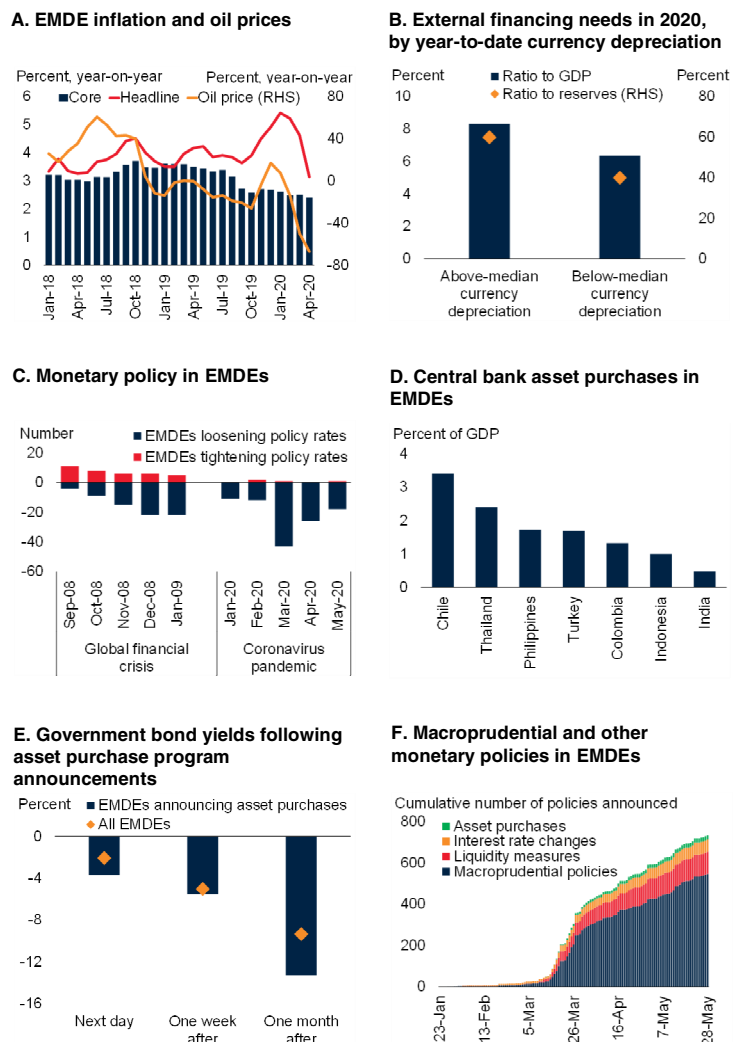 A. EMDE inflation and oil prices
Percent, year-on-year
Percent, year-on-year
Core
Headline
Oil price (RHS)
6
5
4
3
2
1
0
80
40
0
-40
-80
Jan-18
Apr-18
Jul-18
Oct-18
Jan-19
Apr-19
Jul-19
Oct-19
Jan-20
Apr-20
B. External financing needs in 2020,
by year-to-date currency depreciation
Percent
Percent
Ratio to GDP
Ratio to reserves (RHS)
10
8
6
4
2
0
80
60
40
20
0
Above-median
currency
depreciation
Below-median
currency
depreciation
C. Monetary policy in EMDEs
Number
EMDEs loosening policy rates
EMDEs tightening policy rates
20
0
-20
-40
-60
Sep-08
Oct-08
Nov-08
Dec-08
Jan-09
Jan-20
Feb-20
Mar-20
Apr-20
May-20
Global financial
crisis
Coronavirus
pandemic
D. Central bank asset purchases in
EMDEs
Percent of GDP
4
3
2
1
0
Chile
Thailand
Philippines
Turkey
Colombia
Indonesia
India
E. Government bond yields following
asset purchase program
announcements
Percent
EMDEs announcing asset purchases
All EMDEs
0
-4
-8
-12
-16
Next day
One week
after
One month
after
F. Macroprudential and other
monetary policies in EMDEs
Cumulative number of policies announced
Asset purchases
Interest rate changes
Liquidity measures
Macroprudential policies
800
600
400
200
0
23-Jan
13-Feb
5-Mar
26-Mar
16-Apr
7-May
28-May